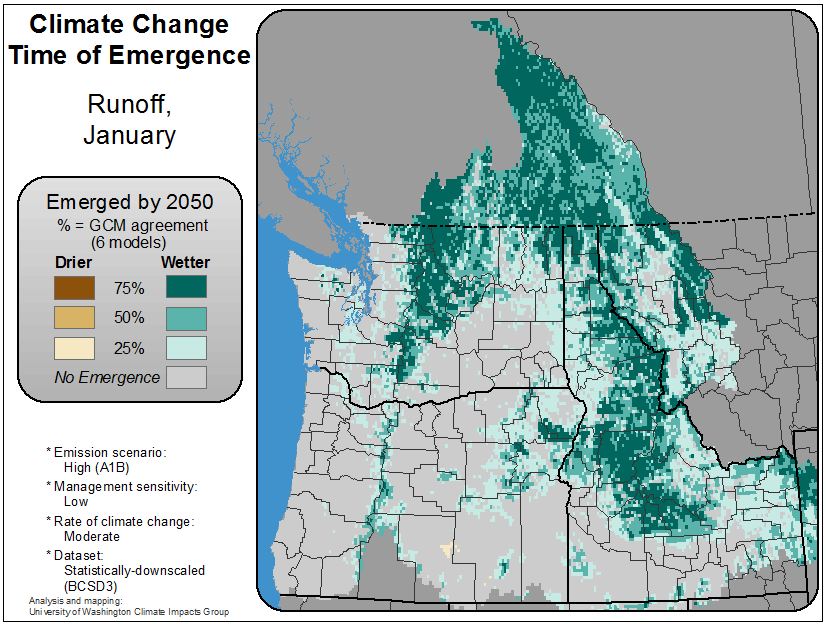 Climate Change
Time of Emergence
Runoff,
January
Emerged by 2050
% = GCM agreement
(6 models)
Drier Wetter
75%
50%
25%
No Emergence
* Emission scenario:
High (A1B)
* Management sensitivity:
Low
* Rate of climate change:
Moderate
* Dataset:
Statistically-downscaled
(BCSD3)
Analysis and mapping:
University of Washington Climate Impacts Group